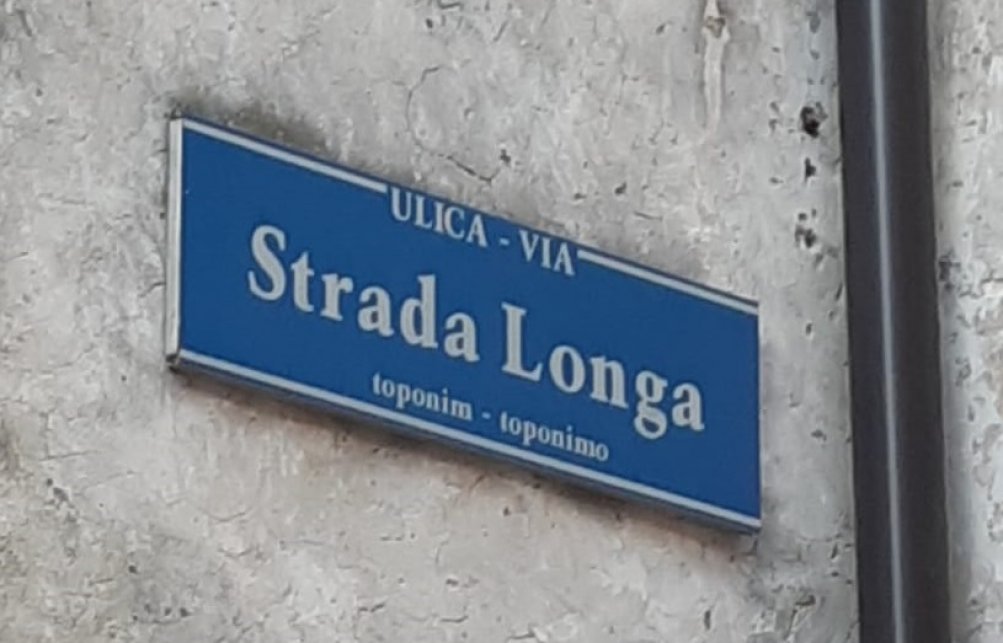 ULICA - VIA
Strada Longa
toponim - toponimo